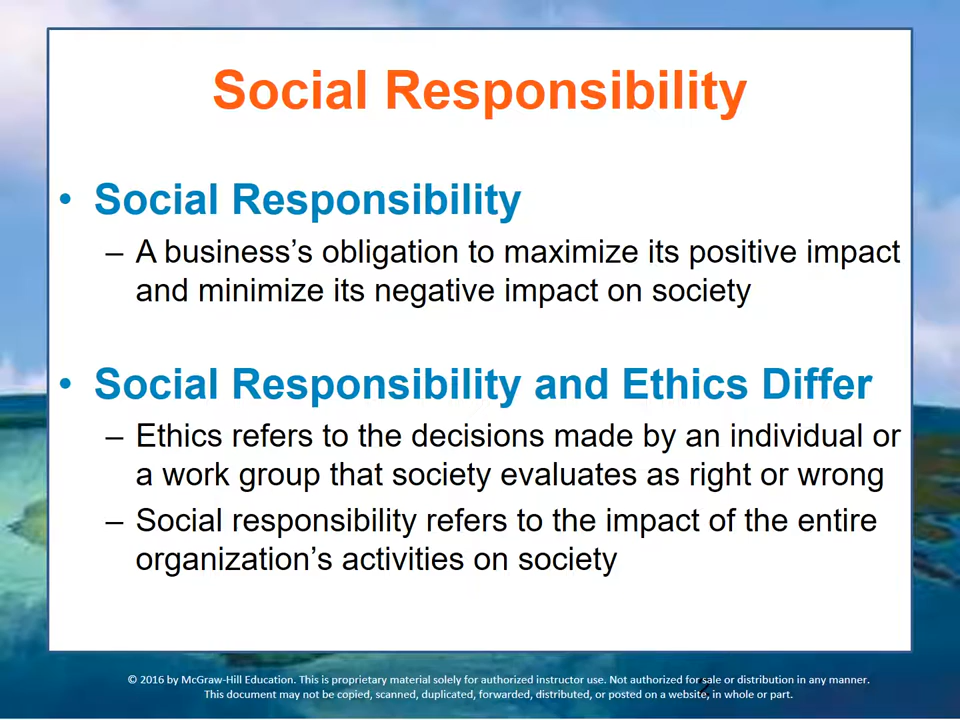 Social Responsibility
• Social Responsibility
– A business’s obligation to maximize its positive impact
and minimize its negative impact on society
• Social Responsibility and Ethics Differ
– Ethics refers to the decisions made by an individual or
a work group that society evaluates as right or wrong
– Social responsibility refers to the impact of the entire
organization’s activities on society
© 2016 by McGraw-Hill Education. This is proprietary material solely for authorized instructor use. Not authorized for sale or distribution in any manner.
This document may not be copied, scanned, duplicated, forwarded, distributed, or posted on a website, in whole or part.